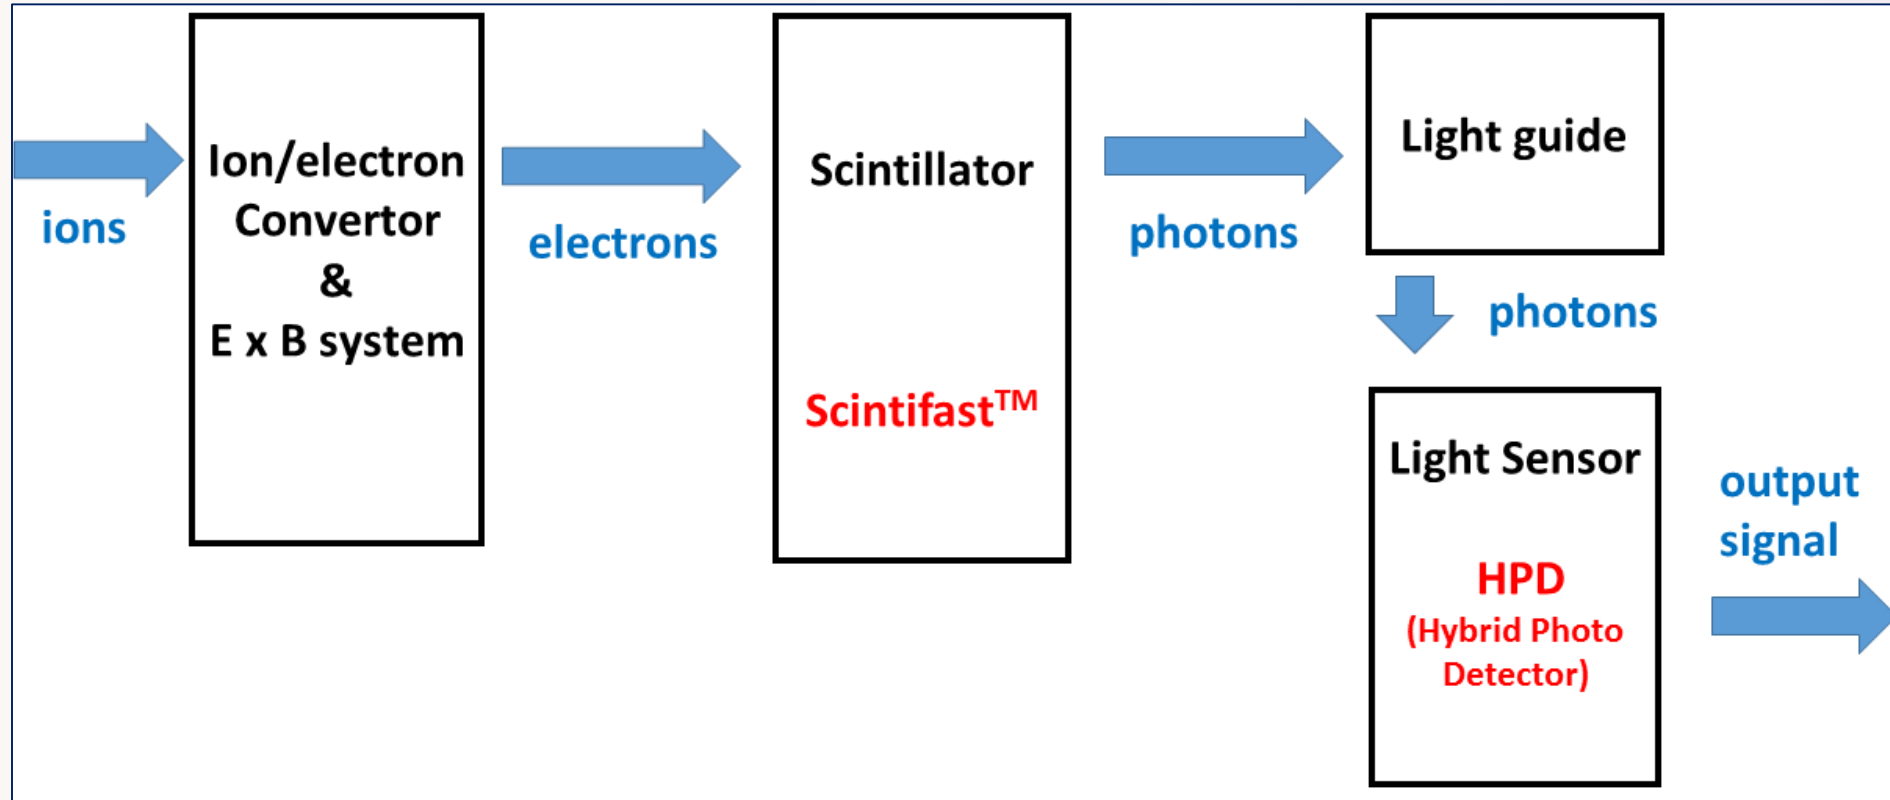 ions
Ion/electron
Convertor
&
E x B system
electrons
Scintillator
Scintifast™
photons
Light guide
photons
Light Sensor
HPD
(Hybrid Photo
Detector)
output
signal